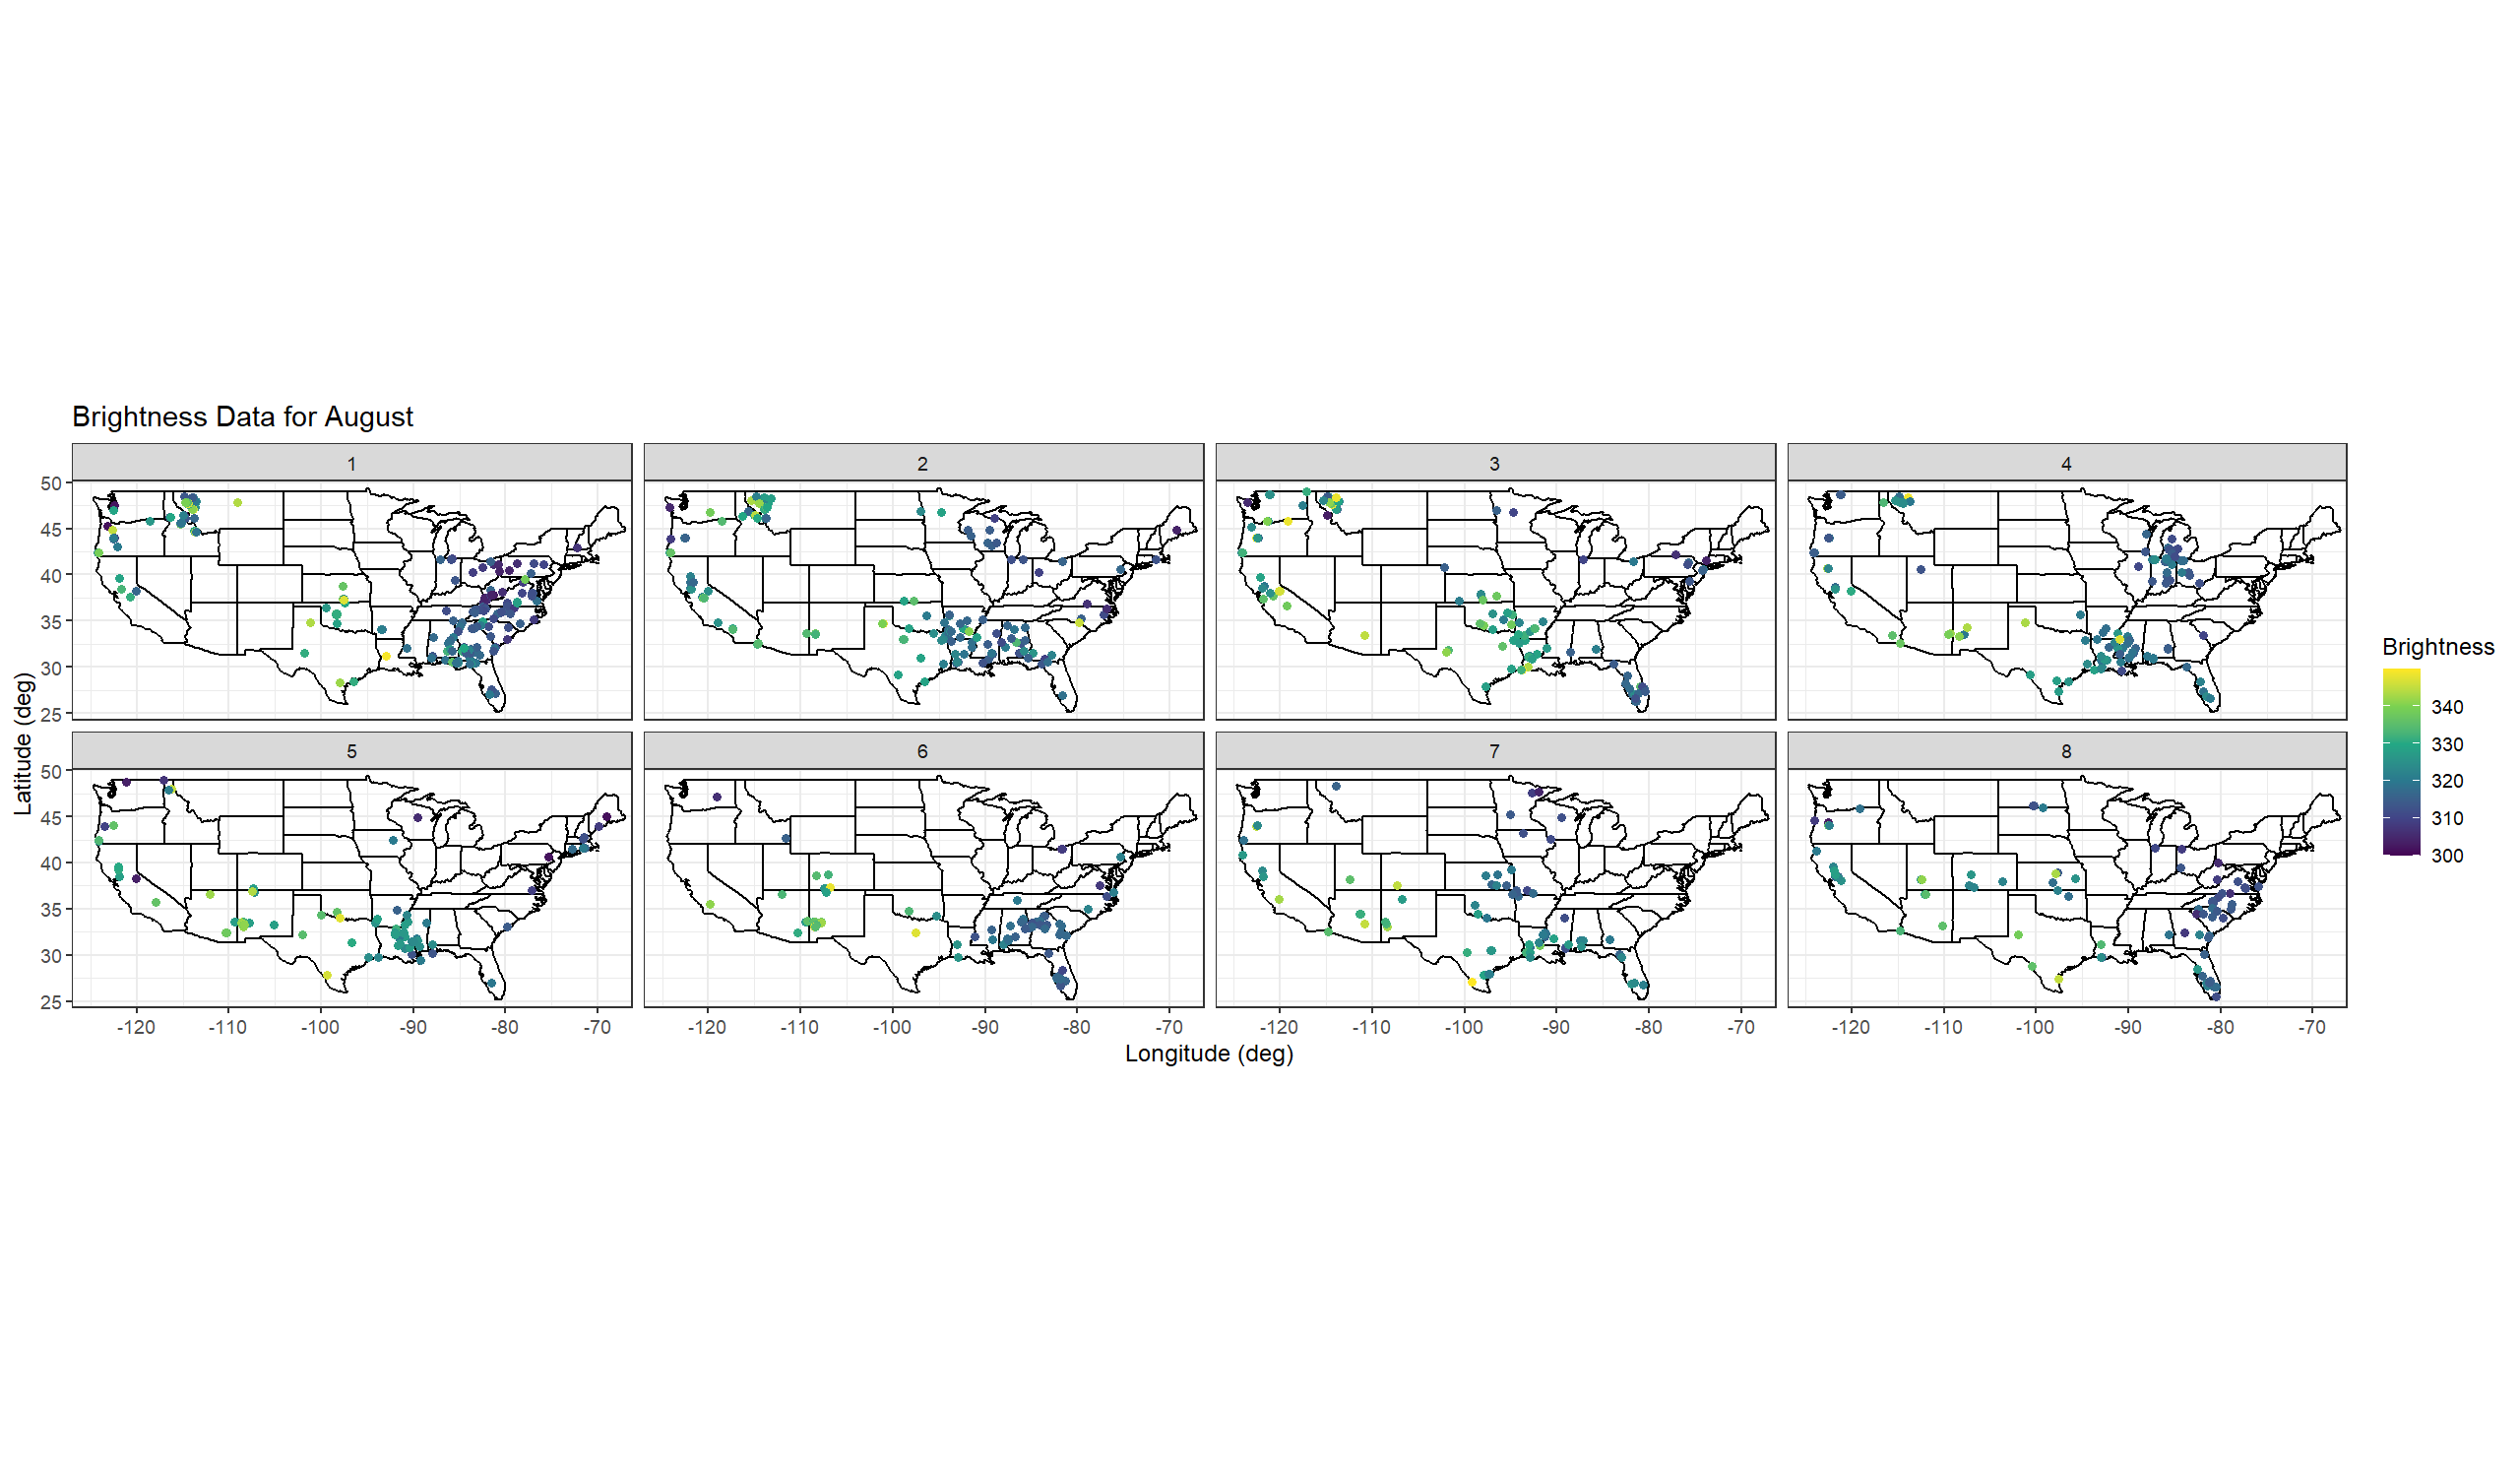 Brightness Data for August
1 2 3 4
50
45
40
35
30
25
5 6 7 8
50
45
40
35
30
25
-120 -110 -100 -90 -80 -70 -120 -110 -100 -90 -80 -70 -120 -110 -100 -90 -80 -70 -120 -110 -100 -90 -80 -70
Longitude (deg)
Latitude (deg)
Brightness
340
330
320
310
300